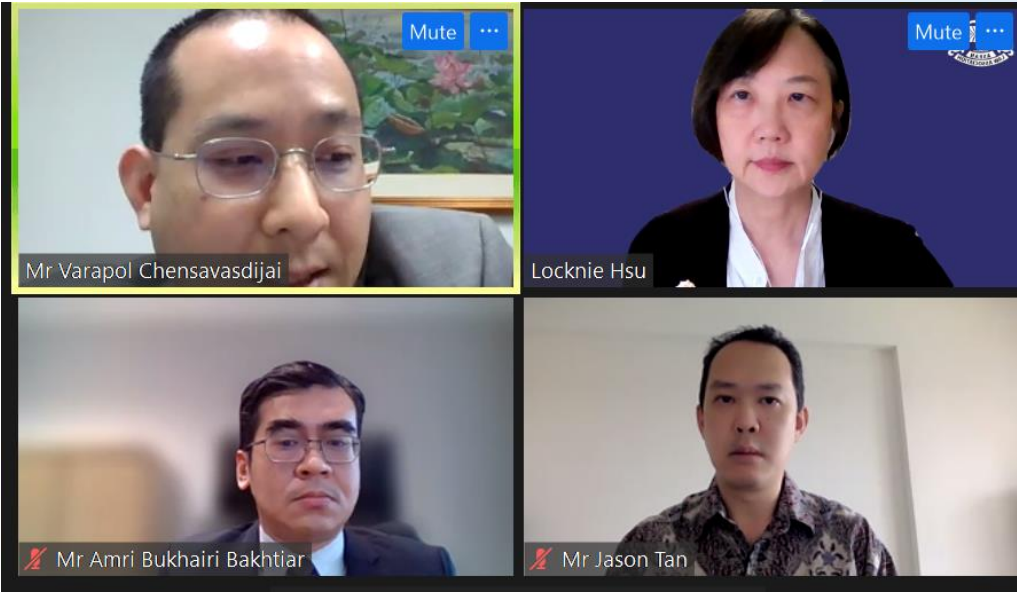 Mute
Mute
Mr Varapol Chensavasdijai
Locknie Hsu
Mr Amri Bukhairi Bakhtiar
Mr Jason Tan